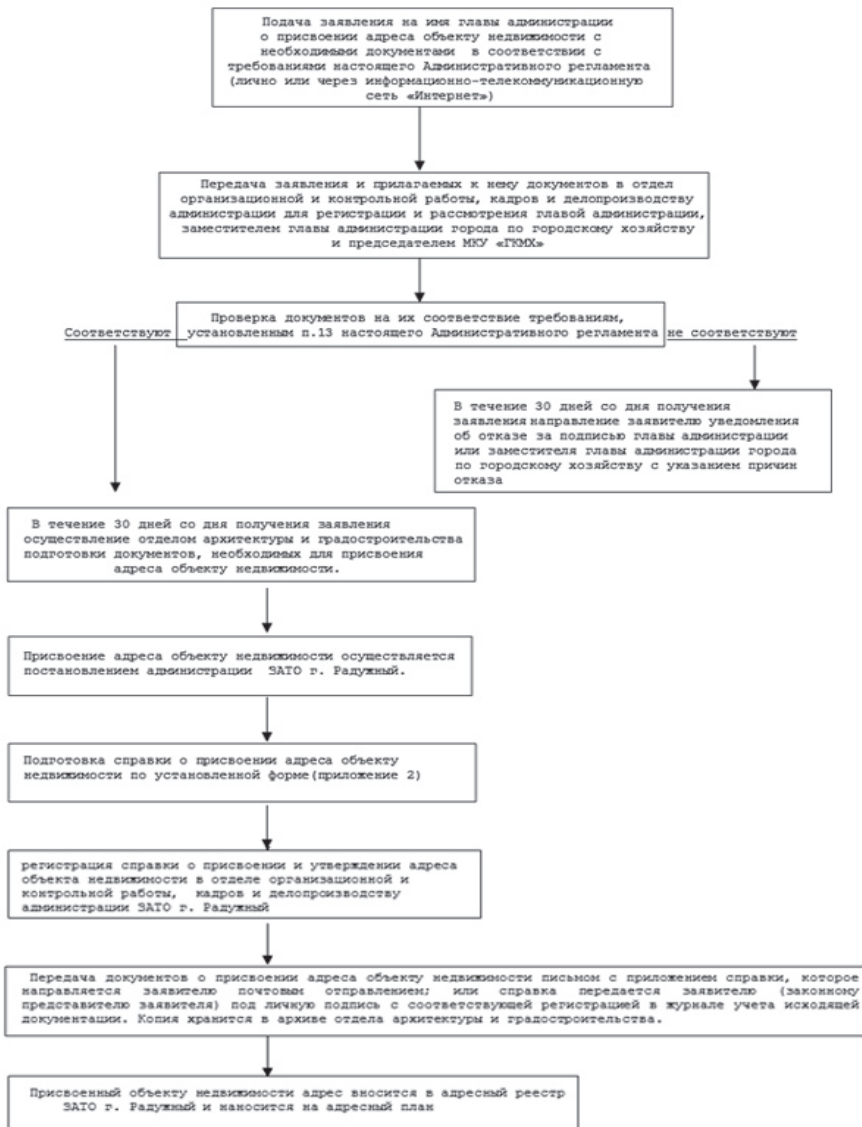 Подача заявления на имя главы администрации
о присвоении адреса объекту недвижимости с
необходимыми документами в соответствии с
требованиями настоящего Административного регламента
(лично или через информационно-телекоммуникационную
сеть «Интернет»)
Передача заявления и прилагаемых к нему документов в отдел
организационной и контрольной работы, кадров и делопроизводству
администрации для регистрации и рассмотрения главой администрации,
заместителем главы администрации города по городскому хозяйству
и председателем МКУ «ГКМХ»
Проверка документов на их соответствие требованиям,
Соответствуют установленным п.13 настоящего Административного регламента не соответствуют
В течение 30 дней со дня получения
заявления направление заявителю уведомления
об отказе за подписью главы администрации
или заместителя главы администрации города
по городскому хозяйству с указанием причин
отказа
В течение 30 дней со дня получения заявления
осуществление отделом архитектуры и градостроительства
подготовки документов, необходимых для присвоения
адреса объекту недвижимости.
Присвоение адреса объекту недвижимости осуществляется
постановлением администрации ЗАТО г. Радужный.
Подготовка справки о присвоении адреса объекту
недвижимости по установленной форме(приложение 2)
регистрация справки о присвоении и утверждении адреса
объекта недвижимости в отделе организационной и
контрольной работы, кадров и делопроизводству
администрации ЗАТО г. Радужный
Передача документов о присвоении адреса объекту недвижимости письмом с приложением справки, которое
направляется заявителю почтовым отправлением; или справка передается заявителю (законному
представителю заявителя) под личную подпись с соответствующей регистрацией в журнале учета исходящей
документации. Копия хранится в архиве отдела архитектуры и градостроительства.
Присвоенный объекту недвижимости адрес вносится в адресный реестр
ЗАТО г. Радужный и наносится на адресный план